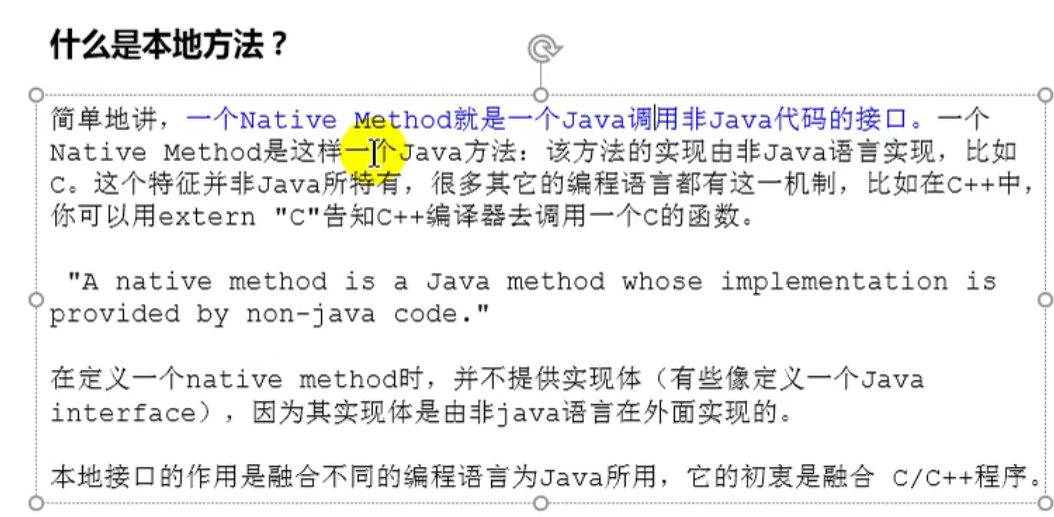 什么是本地方法？
简单地讲，一个Native Method就是一个Java调用非Java代码的接口。一个
Native Method是这样一个Java方法：该方法的实现由非Java语言实现，比如
C。这个特征并非Java所特有，很多其它的编程语言都有这一机制，比如在C++中，
你可以用extern "C"告知C++编译器去调用一个C的函数。
"A native method is a Java method whose implementation is
provided by non-java code."
在定义一个native method时，并不提供实现体（有些像定义一个Java
interface），因为其实现体是由非java语言在外面实现的。
本地接口的作用是融合不同的编程语言为Java所用，它的初衷是融合 C/C++程序。